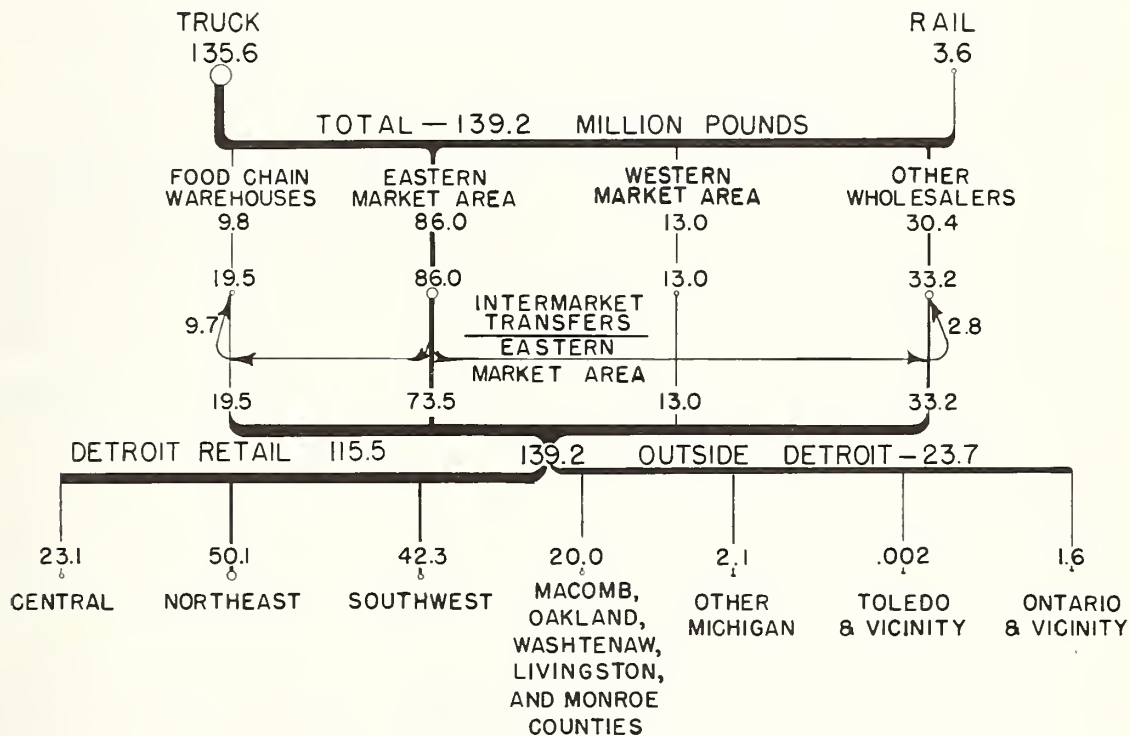 TRUCK
135.6
RAIL
3.6
TOTAL — 139.2 MILLION POUNDS
FOOD CHAIN
WAREHOUSES
9.8
EASTERN
MARKET AREA
86.0
WESTERN
MARKET AREA
13.0
OTHER
WHOLESALERS
30.4
19.5
86.0
13.0
33.2
9.7
INTERMARKET
TRANSFERS
EASTERN
MARKET AREA
2.8
19.5
73.5
13.0
33.2
DETROIT RETAIL 115.5
139.2
OUTSIDE DETROIT – 23.7
23.1
CENTRAL
50.1
NORTHEAST
42.3
SOUTHWEST
20.0
MACOMB,
OAKLAND,
WASHTENAW,
LIVINGSTON,
AND MONROE
COUNTIES
2.1
OTHER
MICHIGAN
.002
TOLEDO
& VICINITY
1.6
ONTARIO
& VICINITY